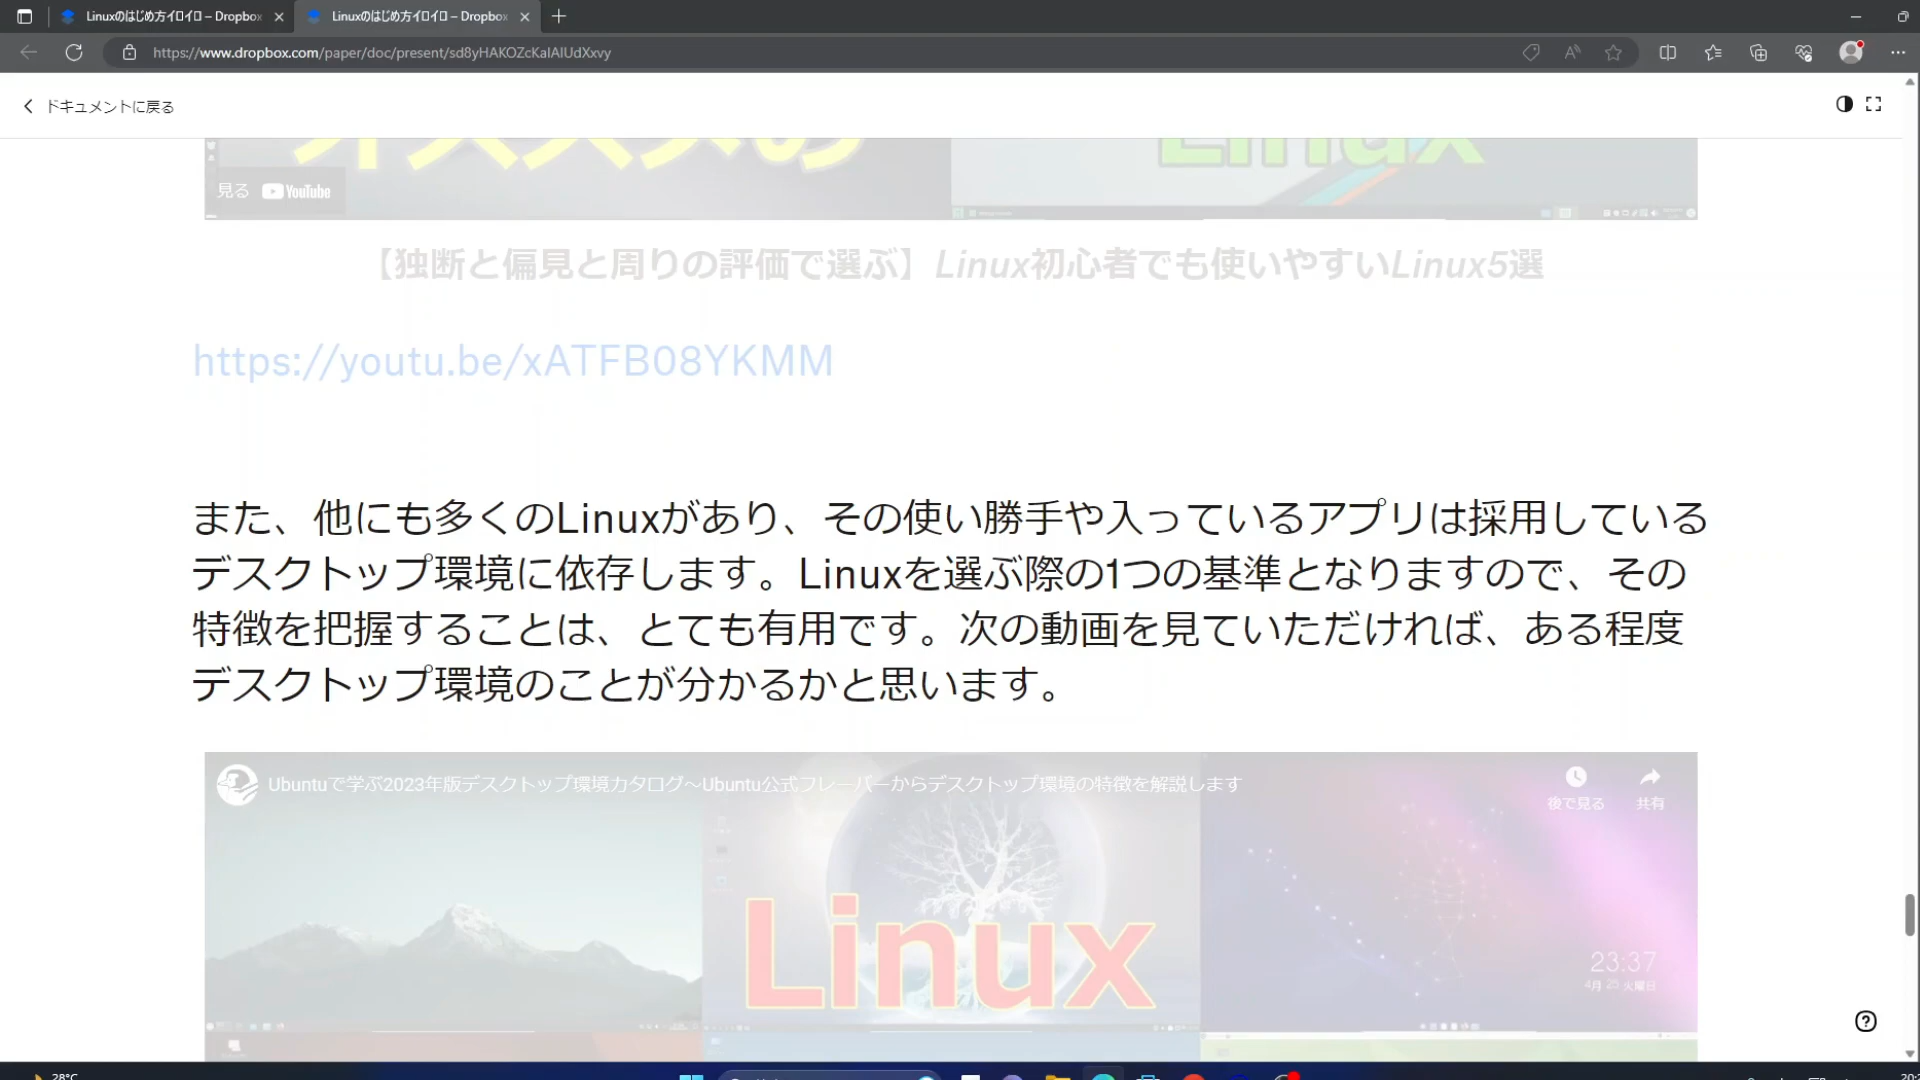 Linuxのはじめ方イロイロ – Dropbox
Linuxのはじめ方イロイロ – Dropbox
https://www.dropbox.com/paper/doc/present/sd8yHAKOZcKaIAIUdXxvy
ドキュメントに戻る
オススメの
Linux
見る YouTube
【独断と偏見と周りの評価で選ぶ】Linux初心者でも使いやすいLinux5選
https://youtu.be/xATFB08YKMM
また、他にも多くのLinuxがあり、その使い勝手や入っているアプリは採用している
デスクトップ環境に依存します。Linuxを選ぶ際の1つの基準となりますので、その
特徴を把握することは、とても有用です。次の動画を見ていただければ、ある程度
デスクトップ環境のことが分かるかと思います。
Ubuntuで学ぶ2023年版デスクトップ環境カタログ～Ubuntu公式フレーバーからデスクトップ環境の特徴を解説します
後で見る
共有
Linux
23:37
4月 25 火曜日
28°C